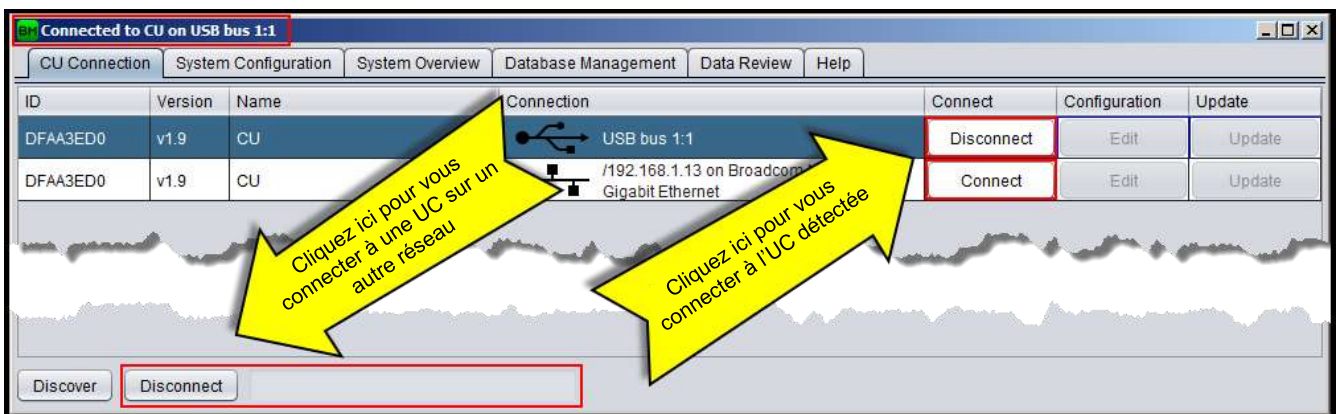 BM Connected to CU on USB bus 1:1
CU Connection System Configuration System Overview Database Management Data Review Help
ID Version Name Connection Connect Configuration Update
DFAA3ED0 v1.9 CU USB bus 1:1 Disconnect Edit Update
DFAA3ED0 v1.9 CU /192.168.1.13 on Broadcom
Gigabit Ethernet Connect Edit Update
Cliquez ici pour vous
connecter à une UC sur un
autre réseau
Cliquez ici pour vous
connecter à l'UC détectée
Discover Disconnect